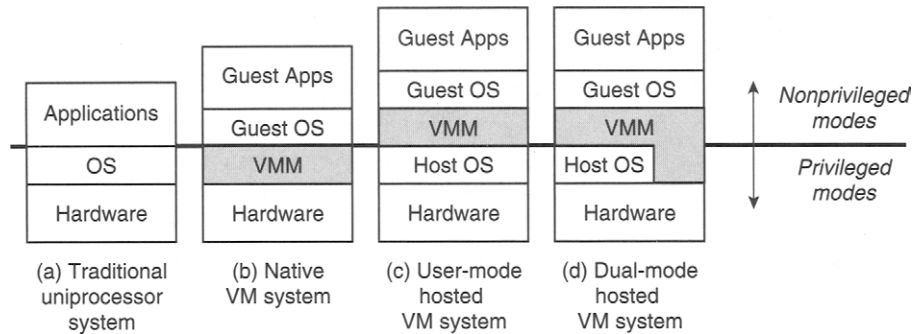 Applications
OS
Hardware
(a) Traditional
uniprocessor
system
Guest Apps
Guest OS
VMM
Hardware
(b) Native
VM system
Guest Apps
Guest OS
VMM
Host OS
Hardware
(c) User-mode
hosted
VM system
Guest Apps
Guest OS
VMM
Host OS
Hardware
(d) Dual-mode
hosted
VM system
Nonprivileged
modes
Privileged
modes